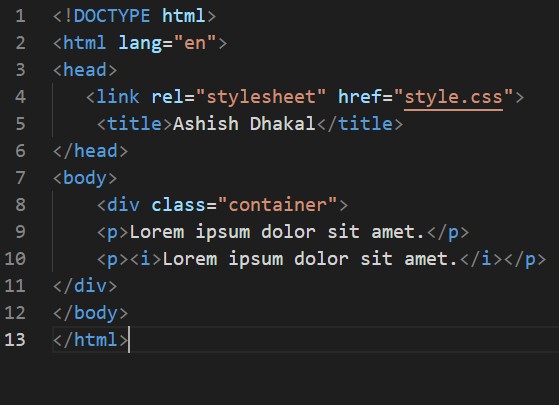 1 <!DOCTYPE html>
2 <html lang="en">
3 <head>
4 <link rel="stylesheet" href="style.css">
5 <title>Ashish Dhakal</title>
6 </head>
7 <body>
8 <div class="container">
9 <p>Lorem ipsum dolor sit amet.</p>
10 <p><i>Lorem ipsum dolor sit amet.</i></p>
11 </div>
12 </body>
13 </html>